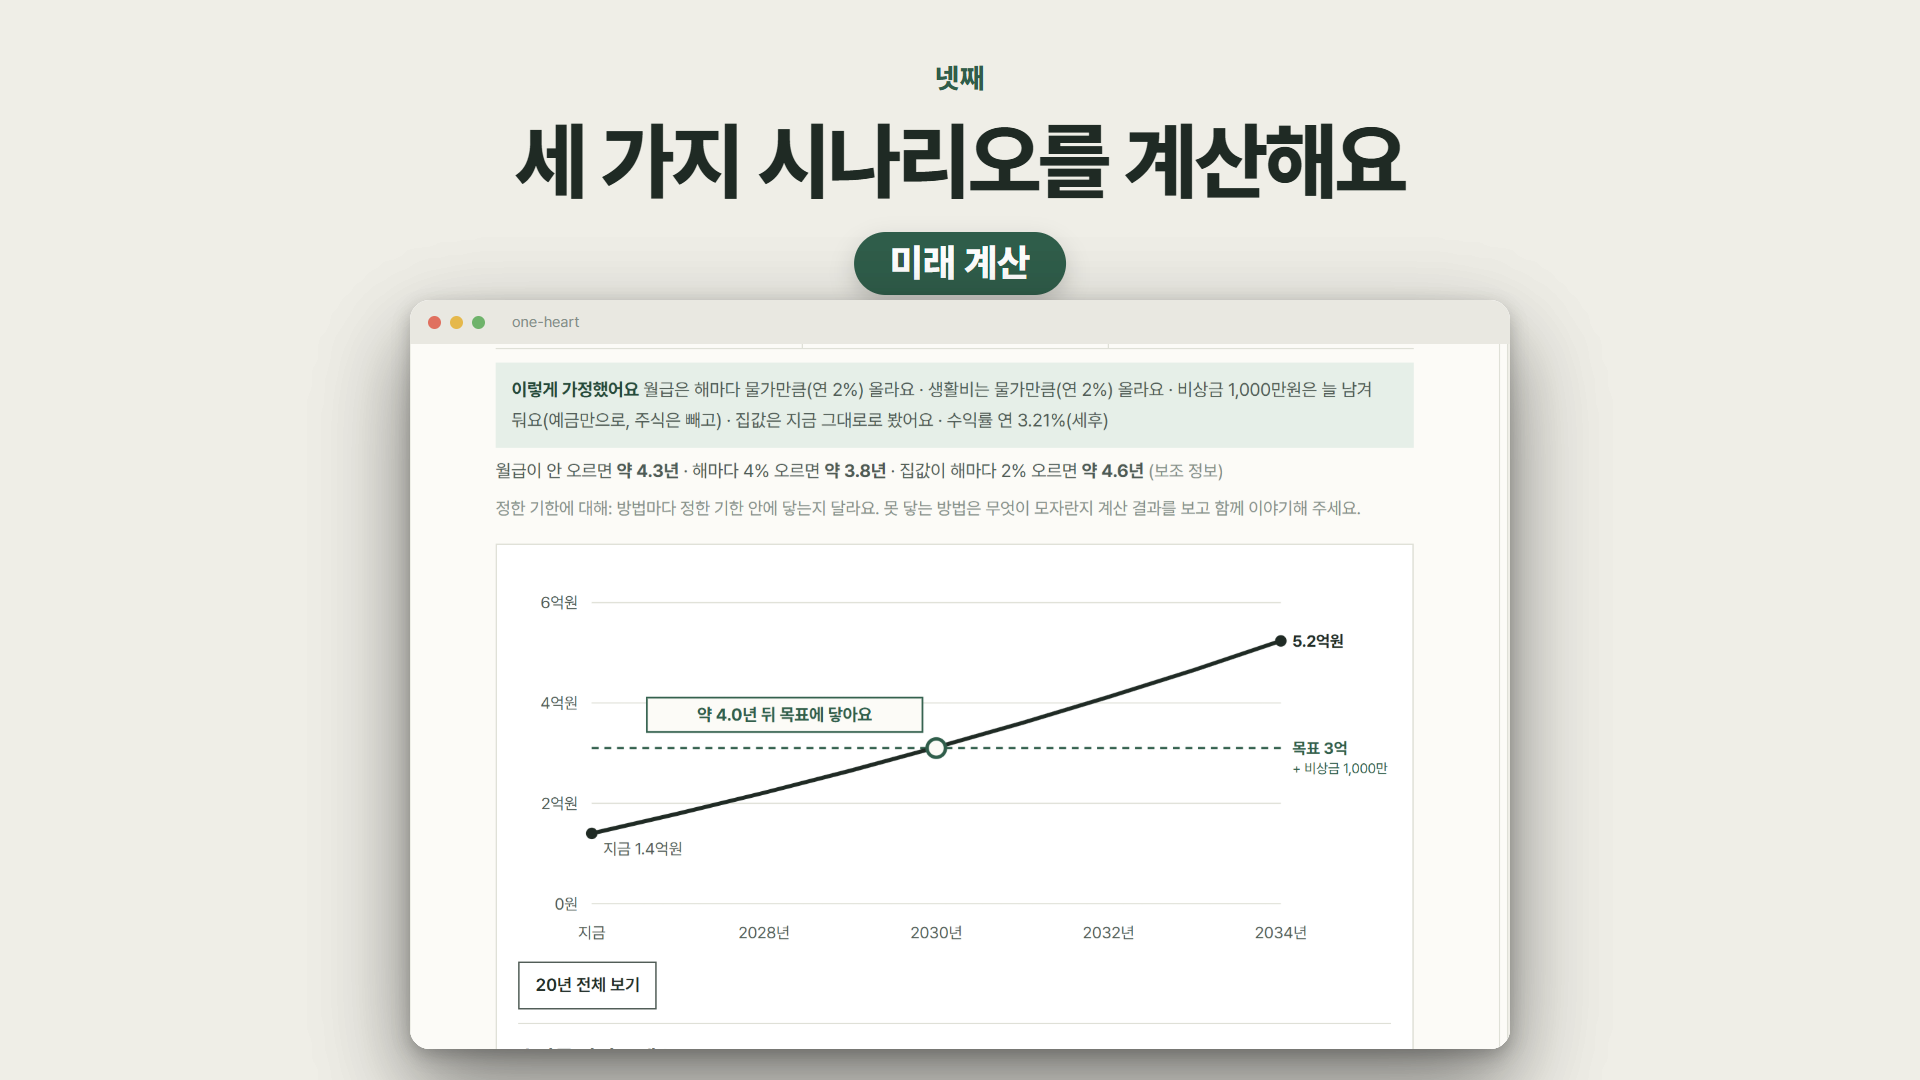 넷째
세 가지 시나리오를 계산해요
미래 계산
one-heart
이렇게 가정했어요 월급은 해마다 물가만큼(연 2%) 올라요 · 생활비는 물가만큼(연 2%) 올라요 · 비상금 1,000만원은 늘 남겨
둬요(예금만으로, 주식은 빼고) · 집값은 지금 그대로로 봤어요 · 수익률 연 3.21%(세후)
월급이 안 오르면 약 4.3년 · 해마다 4% 오르면 약 3.8년 · 집값이 해마다 2% 오르면 약 4.6년 (보조 정보)
정한 기한에 대해: 방법마다 정한 기한 안에 닿는지 달라요. 못 닿는 방법은 무엇이 모자란지 계산 결과를 보고 함께 이야기해 주세요.
6억원
5.2억원
4억원
약 4.0년 뒤 목표에 닿아요
목표 3억
+ 비상금 1,000만
2억원
지금 1.4억원
0원
지금 2028년 2030년 2032년 2034년
20년 전체 보기